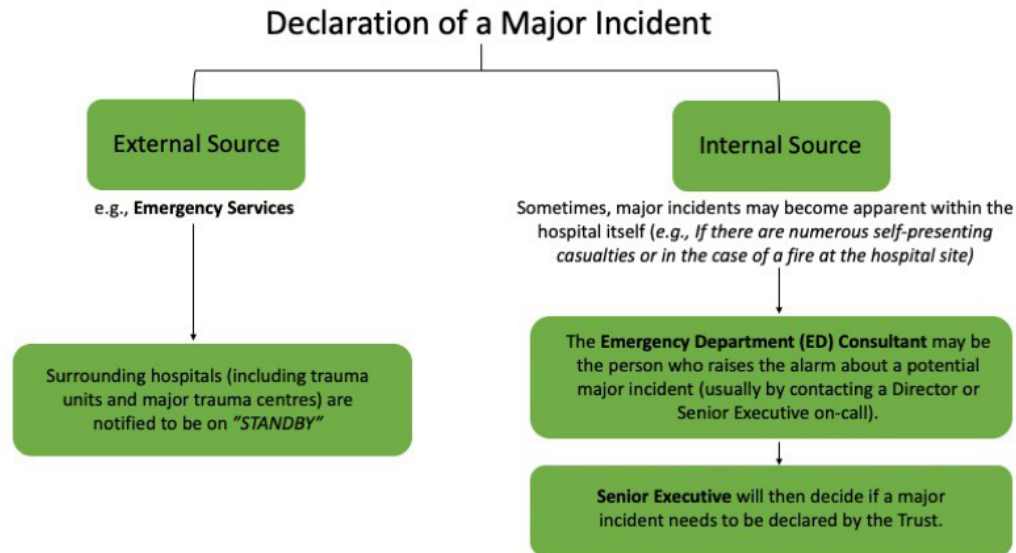 Declaration of a Major Incident
External Source
e.g., Emergency Services
Surrounding hospitals (including trauma
units and major trauma centres) are
notified to be on "STANDBY"
Internal Source
Sometimes, major incidents may become apparent within the
hospital itself (e.g., If there are numerous self-presenting
casualties or in the case of a fire at the hospital site)
The Emergency Department (ED) Consultant may be
the person who raises the alarm about a potential
major incident (usually by contacting a Director or
Senior Executive on-call).
Senior Executive will then decide if a major
incident needs to be declared by the Trust.